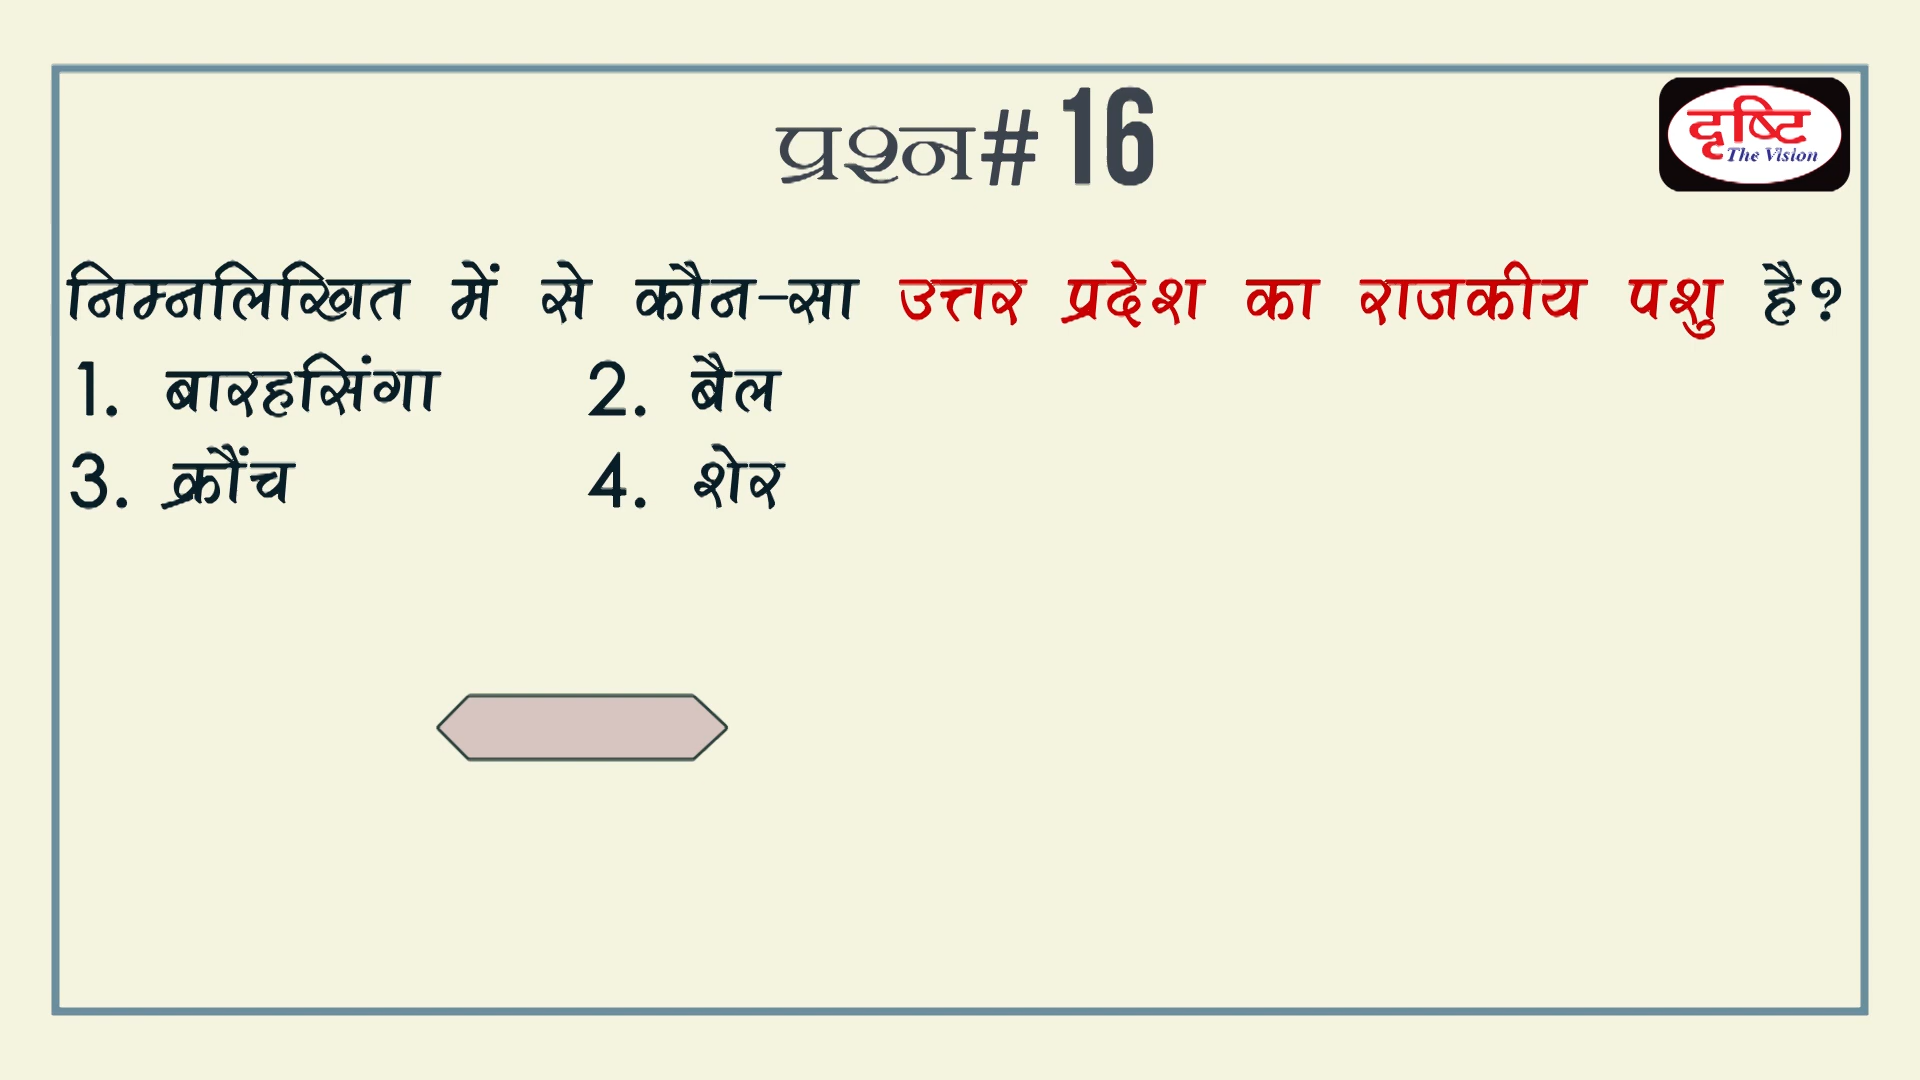 प्रश्न# 16
दृष्टि
The Vision
निम्नलिखित में से कौन-सा उत्तर प्रदेश का राजकीय पशु है?
1. बारहसिंगा 2. बैल
3. क्रौंच 4. शेर